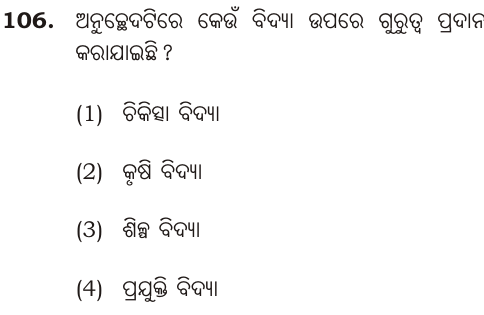 106. ଅନୁଚ୍ଛେଦଟିରେ କେଉଁ ବିଦ୍ୟା ଉପରେ ଗୁରୁତ୍ୱ ପ୍ରଦାନ
କରାଯାଇଛି ?
(1) ଚିକିତ୍ସା ବିଦ୍ୟା
(2) କୃଷି ବିଦ୍ୟା
(3) ଶିଳ୍ପ ବିଦ୍ୟା
(4) ପ୍ରଯୁକ୍ତି ବିଦ୍ୟା